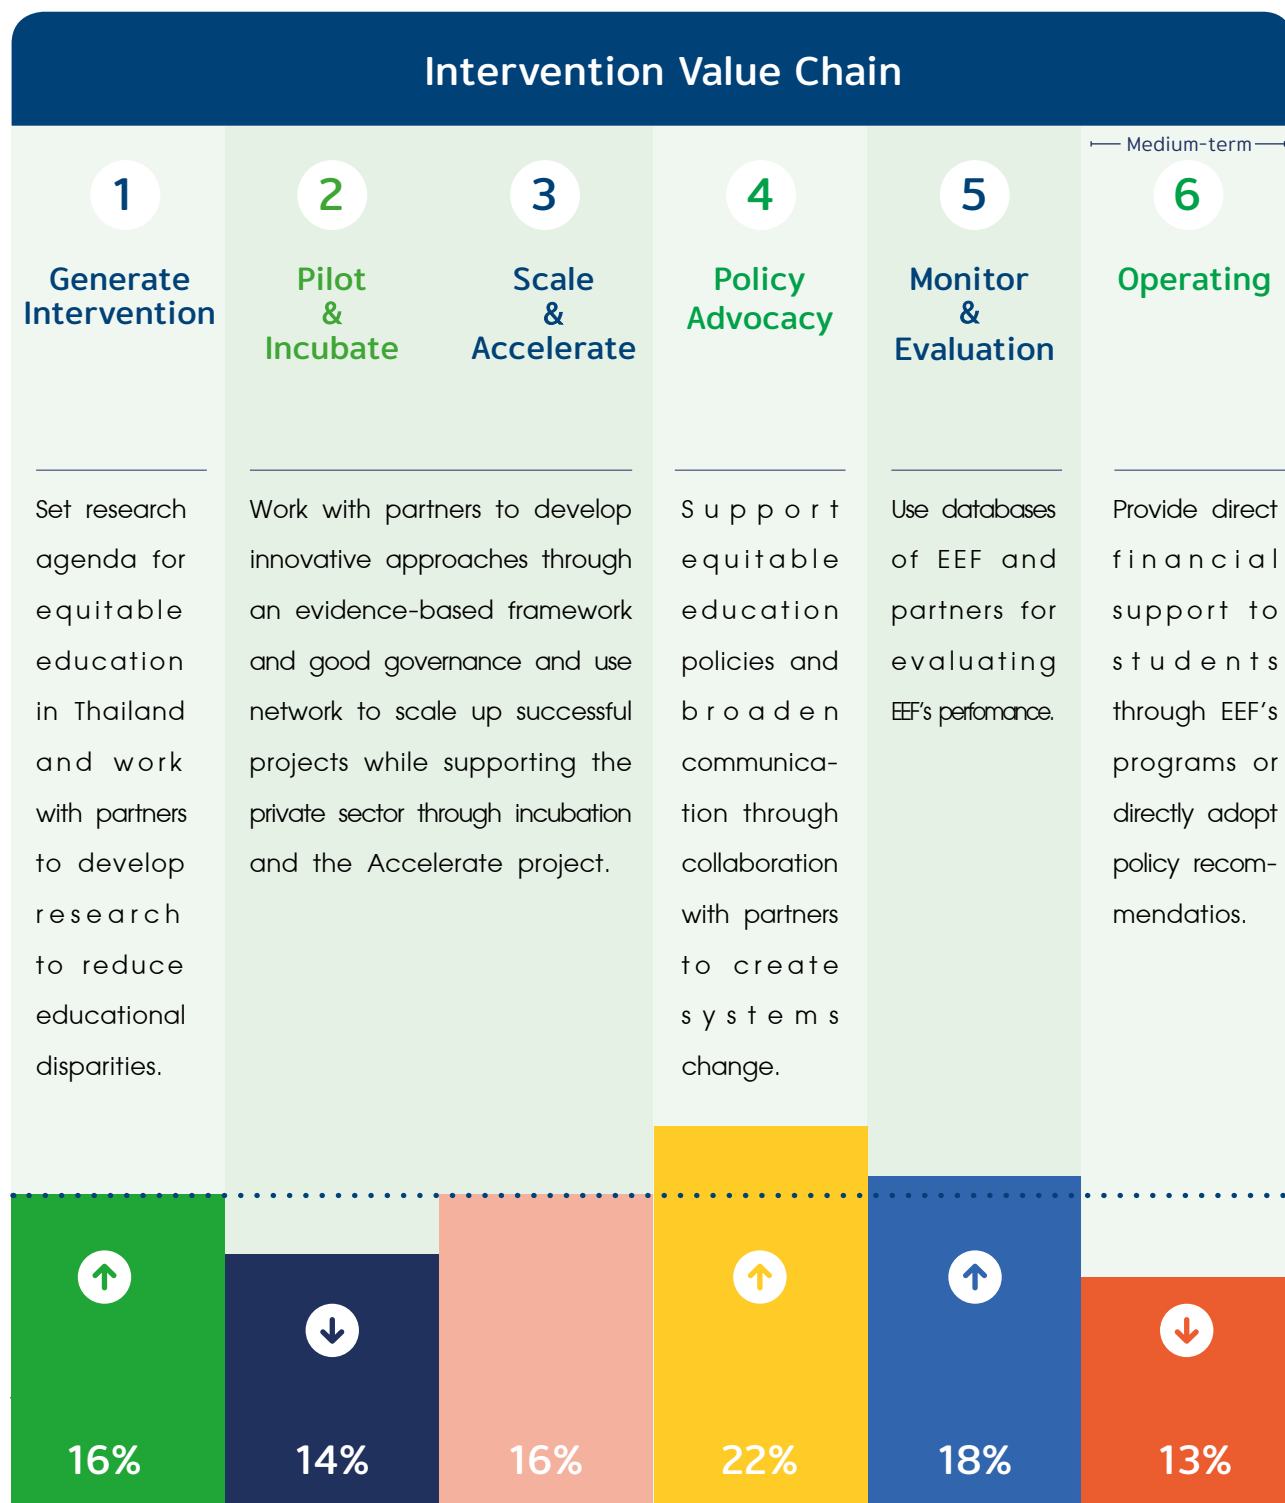 Intervention Value Chain
Medium-term
1
Generate
Intervention
2
Pilot
&
Incubate
3
Scale
&
Accelerate
4
Policy
Advocacy
5
Monitor
&
Evaluation
6
Operating
Set research
agenda for
equitable
education
in Thailand
and work
with partners
to develop
research
to reduce
educational
disparities.
Work with partners to develop
innovative approaches through
an evidence-based framework
and good governance and use
network to scale up successful
projects while supporting the
private sector through incubation
and the Accelerate project.
Support
equitable
education
policies and
broaden
communica-
tion through
collaboration
with partners
to create
systems
change.
Use databases
of EEF and
partners for
evaluating
EEF's perfomance.
Provide direct
financial
support to
students
through EEF's
programs or
directly adopt
policy recom-
mendatios.
16%
14%
16%
22%
18%
13%